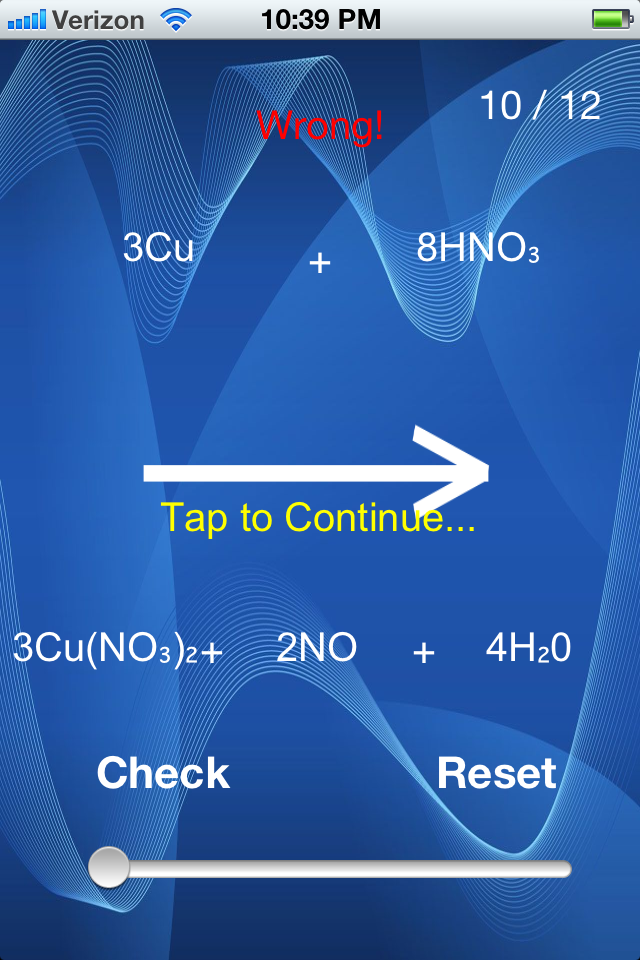 Verizon 10:39 PM
10 / 12
Wrong!
3Cu + 8HNO₃
Tap to Continue...
3Cu(NO₃)₂+ 2NO + 4H₂0
Check Reset